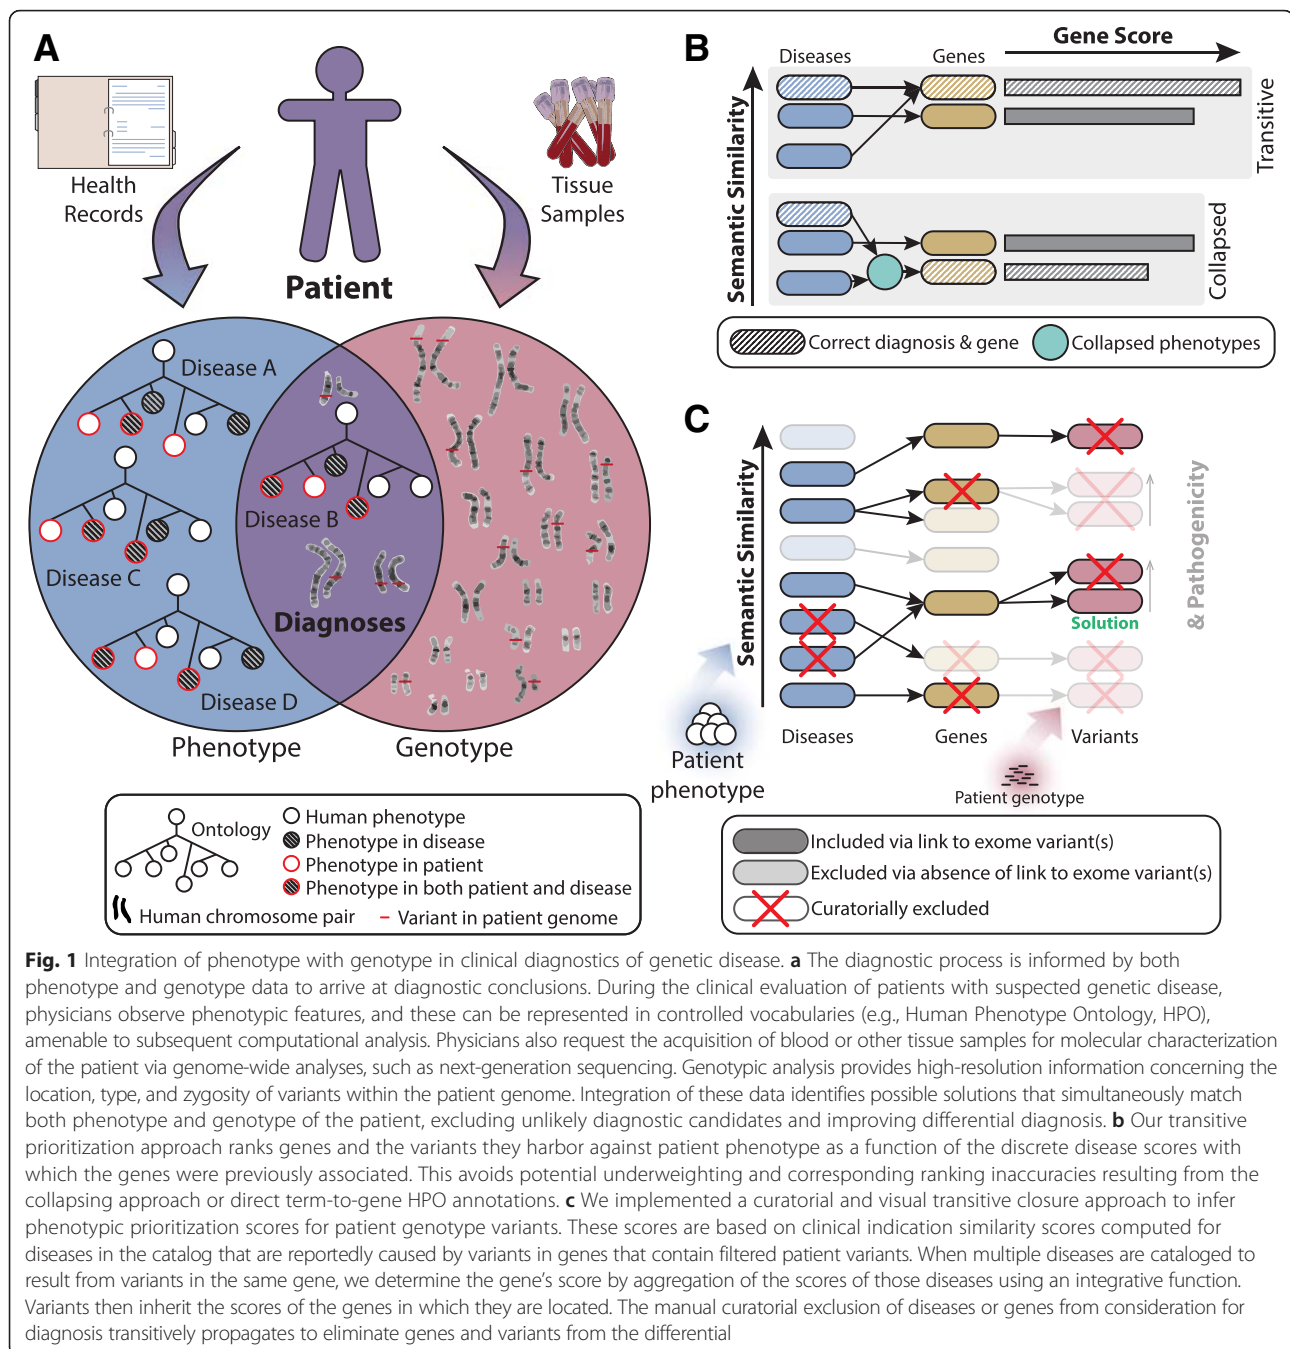 A
Health
Records
Tissue
Samples
Patient
Disease A
Disease B
Disease C
Diagnoses
Disease D
Phenotype
Genotype
Ontology
Human phenotype
Phenotype in disease
Phenotype in patient
Phenotype in both patient and disease
Human chromosome pair
Variant in patient genome
B
Diseases
Genes
Gene Score
Semantic Similarity
Transitive
Collapsed
Correct diagnosis & gene
Collapsed phenotypes
C
Semantic Similarity
& Pathogenicity
Solution
Diseases
Genes
Variants
Patient
phenotype
Patient genotype
Included via link to exome variant(s)
Excluded via absence of link to exome variant(s)
Curatorially excluded
Fig. 1 Integration of phenotype with genotype in clinical diagnostics of genetic disease. a The diagnostic process is informed by both
phenotype and genotype data to arrive at diagnostic conclusions. During the clinical evaluation of patients with suspected genetic disease,
physicians observe phenotypic features, and these can be represented in controlled vocabularies (e.g., Human Phenotype Ontology, HPO),
amenable to subsequent computational analysis. Physicians also request the acquisition of blood or other tissue samples for molecular characterization
of the patient via genome-wide analyses, such as next-generation sequencing. Genotypic analysis provides high-resolution information concerning the
location, type, and zygosity of variants within the patient genome. Integration of these data identifies possible solutions that simultaneously match
both phenotype and genotype of the patient, excluding unlikely diagnostic candidates and improving differential diagnosis. b Our transitive
prioritization approach ranks genes and the variants they harbor against patient phenotype as a function of the discrete disease scores with
which the genes were previously associated. This avoids potential underweighting and corresponding ranking inaccuracies resulting from the
collapsing approach or direct term-to-gene HPO annotations. c We implemented a curatorial and visual transitive closure approach to infer
phenotypic prioritization scores for patient genotype variants. These scores are based on clinical indication similarity scores computed for
diseases in the catalog that are reportedly caused by variants in genes that contain filtered patient variants. When multiple diseases are cataloged to
result from variants in the same gene, we determine the gene's score by aggregation of the scores of those diseases using an integrative function.
Variants then inherit the scores of the genes in which they are located. The manual curatorial exclusion of diseases or genes from consideration for
diagnosis transitively propagates to eliminate genes and variants from the differential